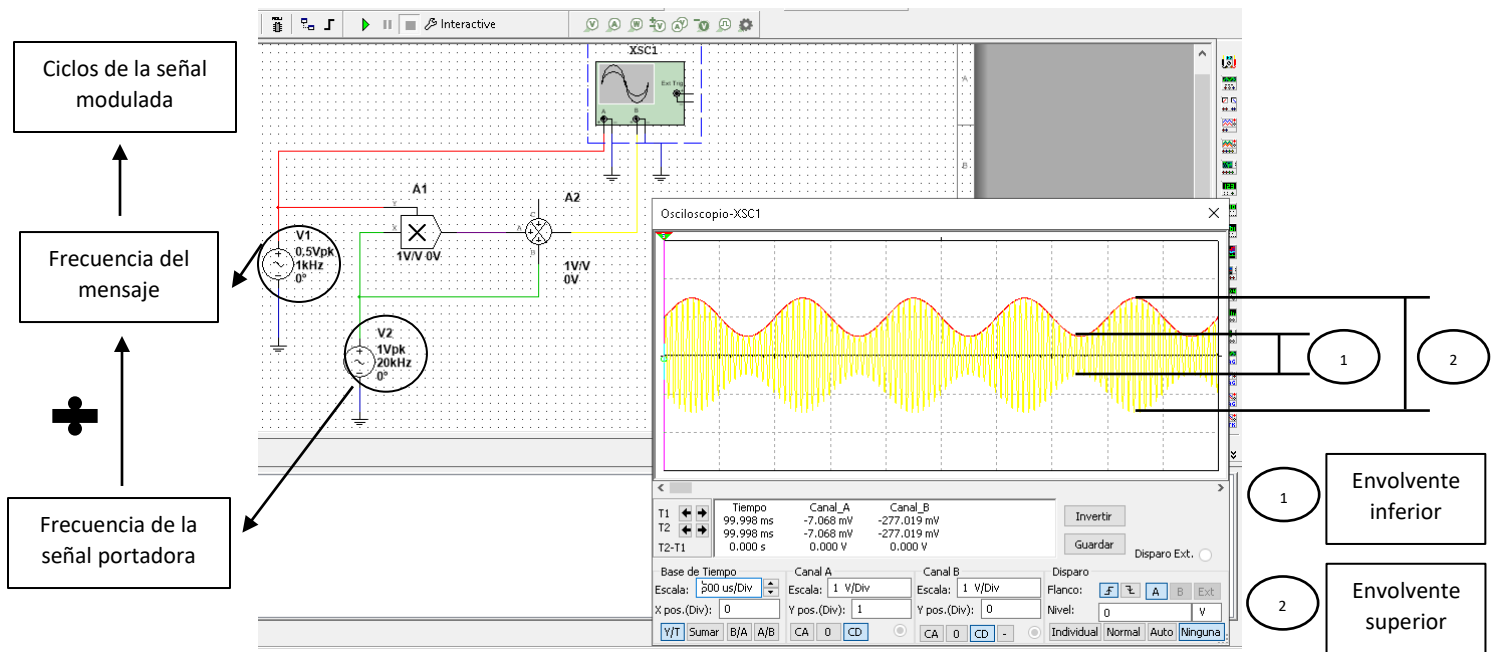 Interactive
XSC1
Ext Trig
A
B
A
B
Ciclos de la señal
modulada
Frecuencia del
mensaje
Frecuencia de la
señal portadora
V1
0,5Vpk
1kHz
0°
V2
1Vpk
20kHz
0°
A1
Y
X
1V/V 0V
A2
C
A
B
1V/V
0V
Osciloscopio-XSC1
T1
T2
T2-T1
Tiempo Canal_A Canal_B
99.998 ms -7.068 mV -277.019 mV
99.998 ms -7.068 mV -277.019 mV
0.000 s 0.000 V 0.000 V
Invertir
Guardar
Disparo Ext.
Base de Tiempo
Escala: 500 us/Div
X pos.(Div): 0
Y/T Sumar B/A A/B
Canal A
Escala: 1 V/Div
Y pos.(Div): 1
CA 0 CD
Canal B
Escala: 1 V/Div
Y pos.(Div): 0
CA 0 CD -
Disparo
Flanco: A B Ext
Nivel: 0 V
Individual Normal Auto Ninguna
1
2
1
Envolvente
inferior
2
Envolvente
superior